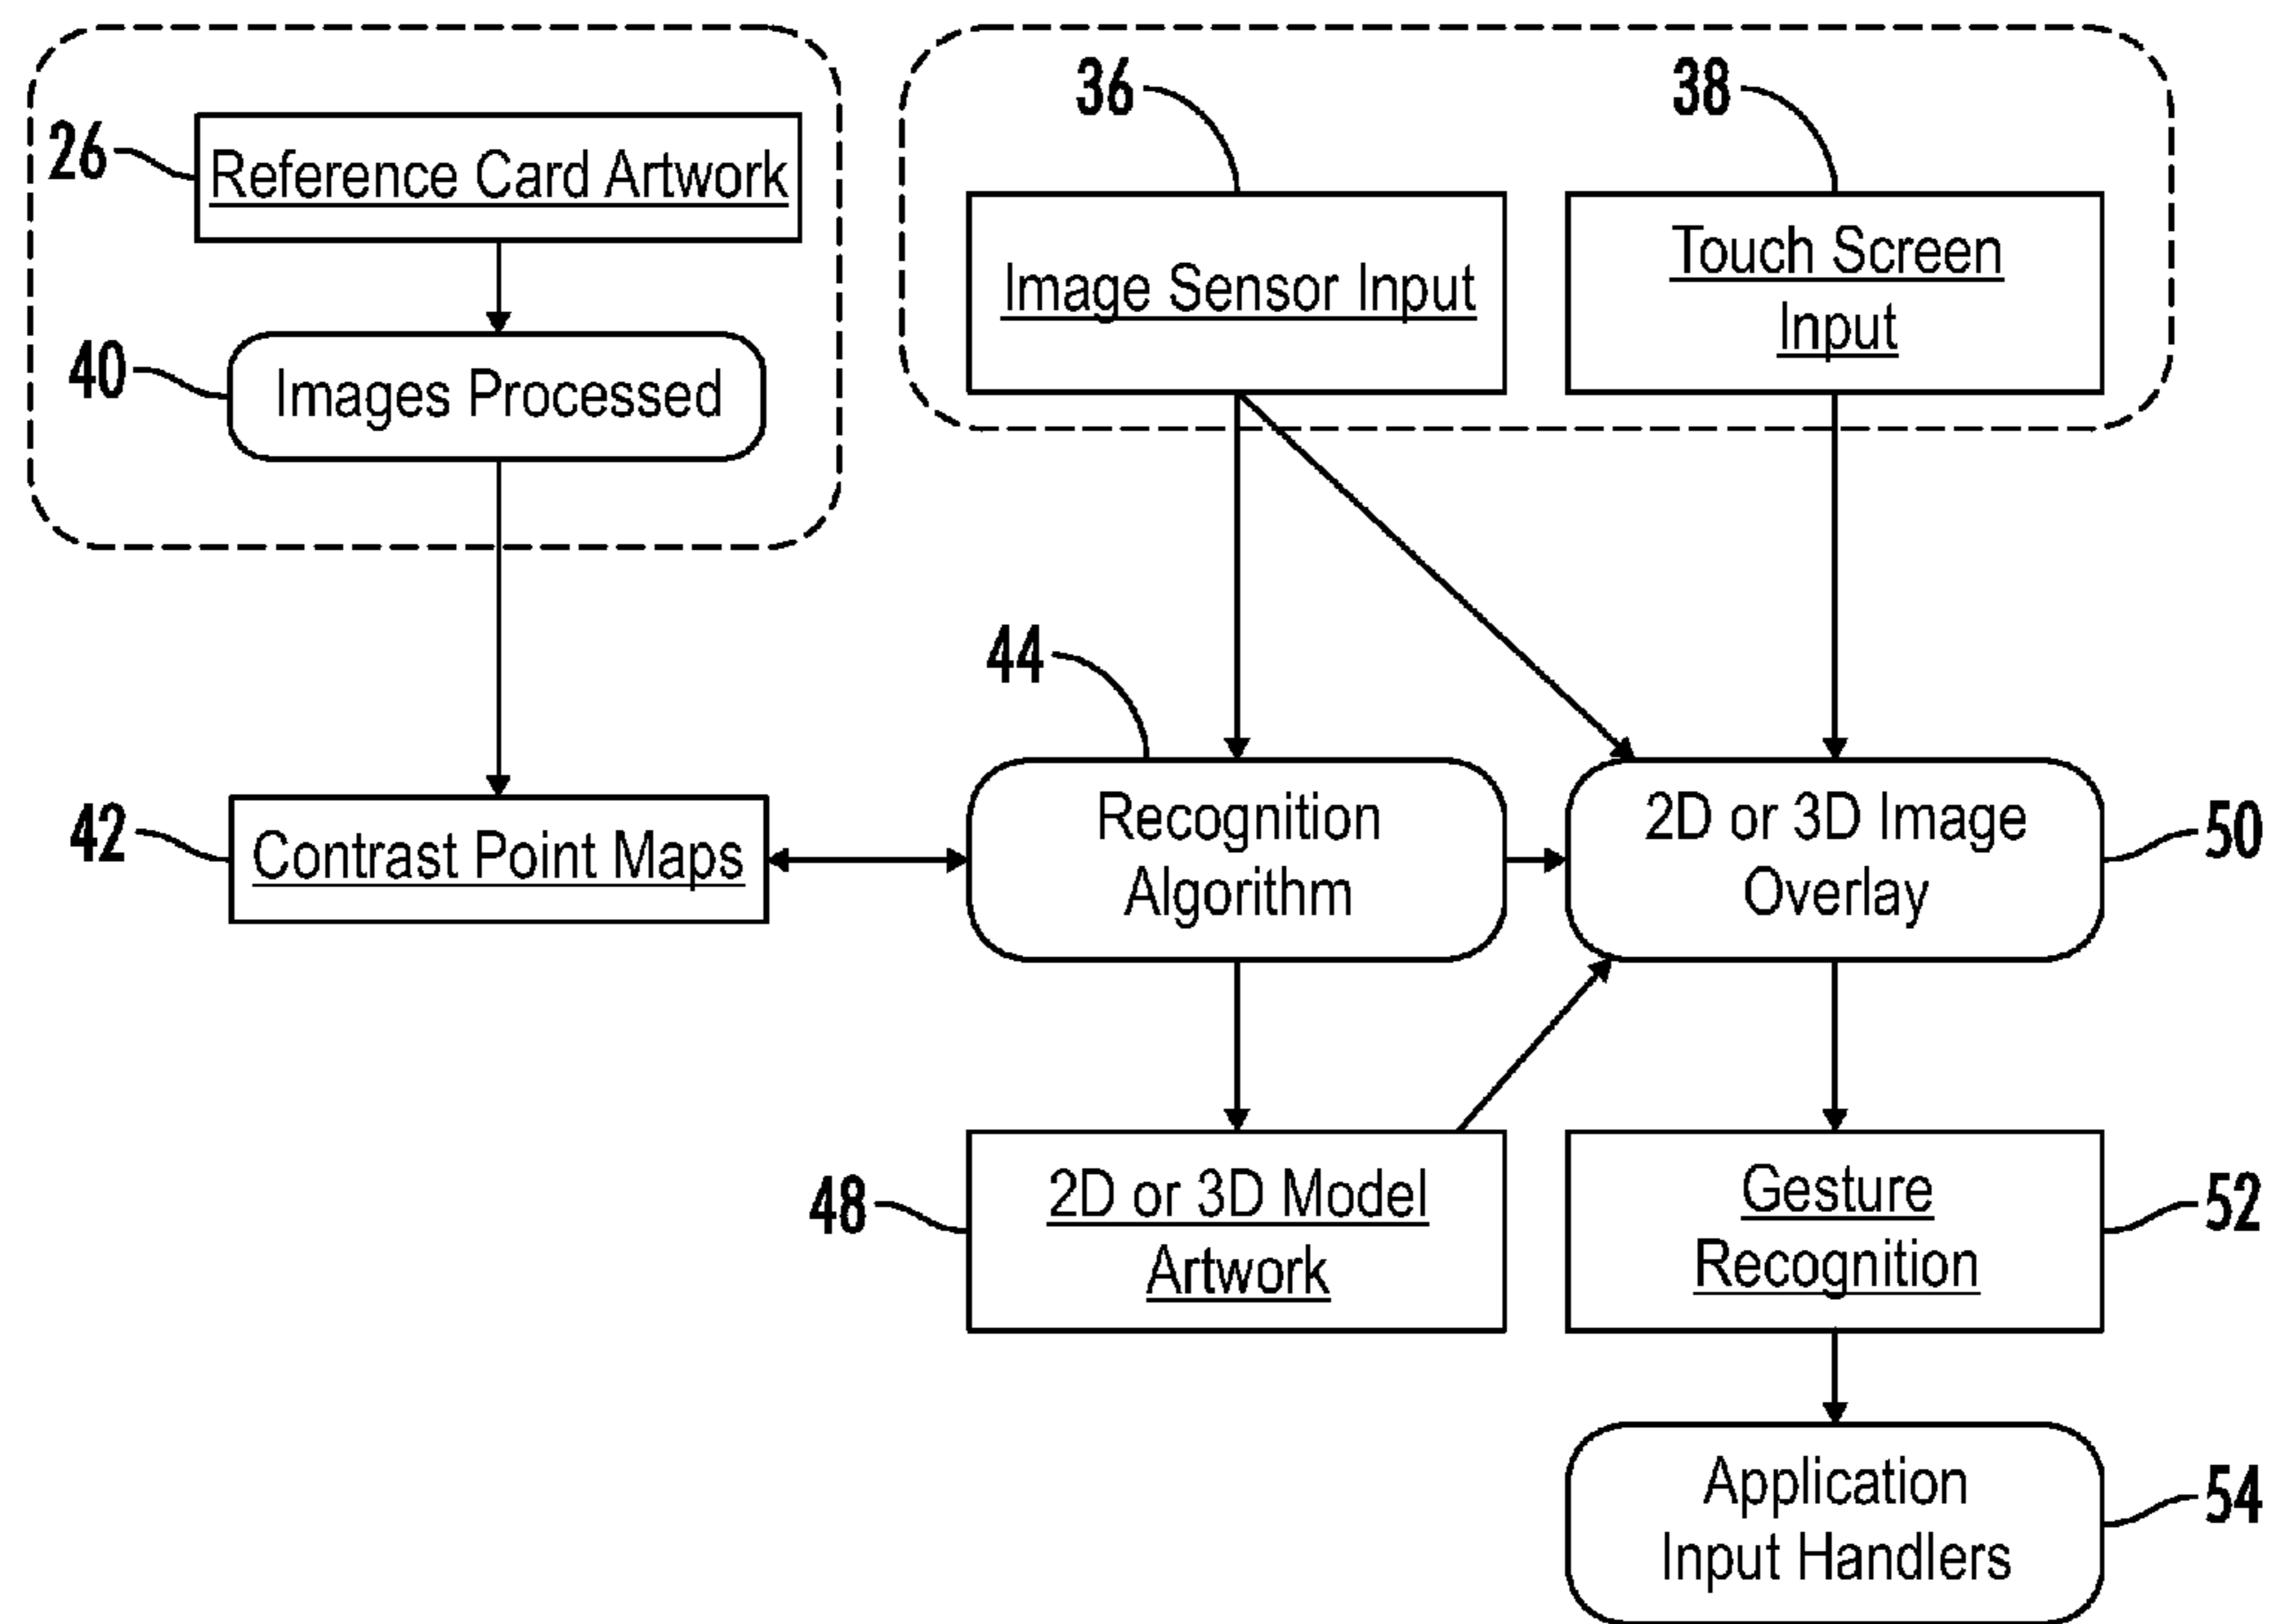 26
Reference Card Artwork
40
Images Processed
36
Image Sensor Input
38
Touch Screen
Input
42
Contrast Point Maps
44
Recognition
Algorithm
2D or 3D Image
Overlay
50
48
2D or 3D Model
Artwork
Gesture
Recognition
52
Application
Input Handlers
54